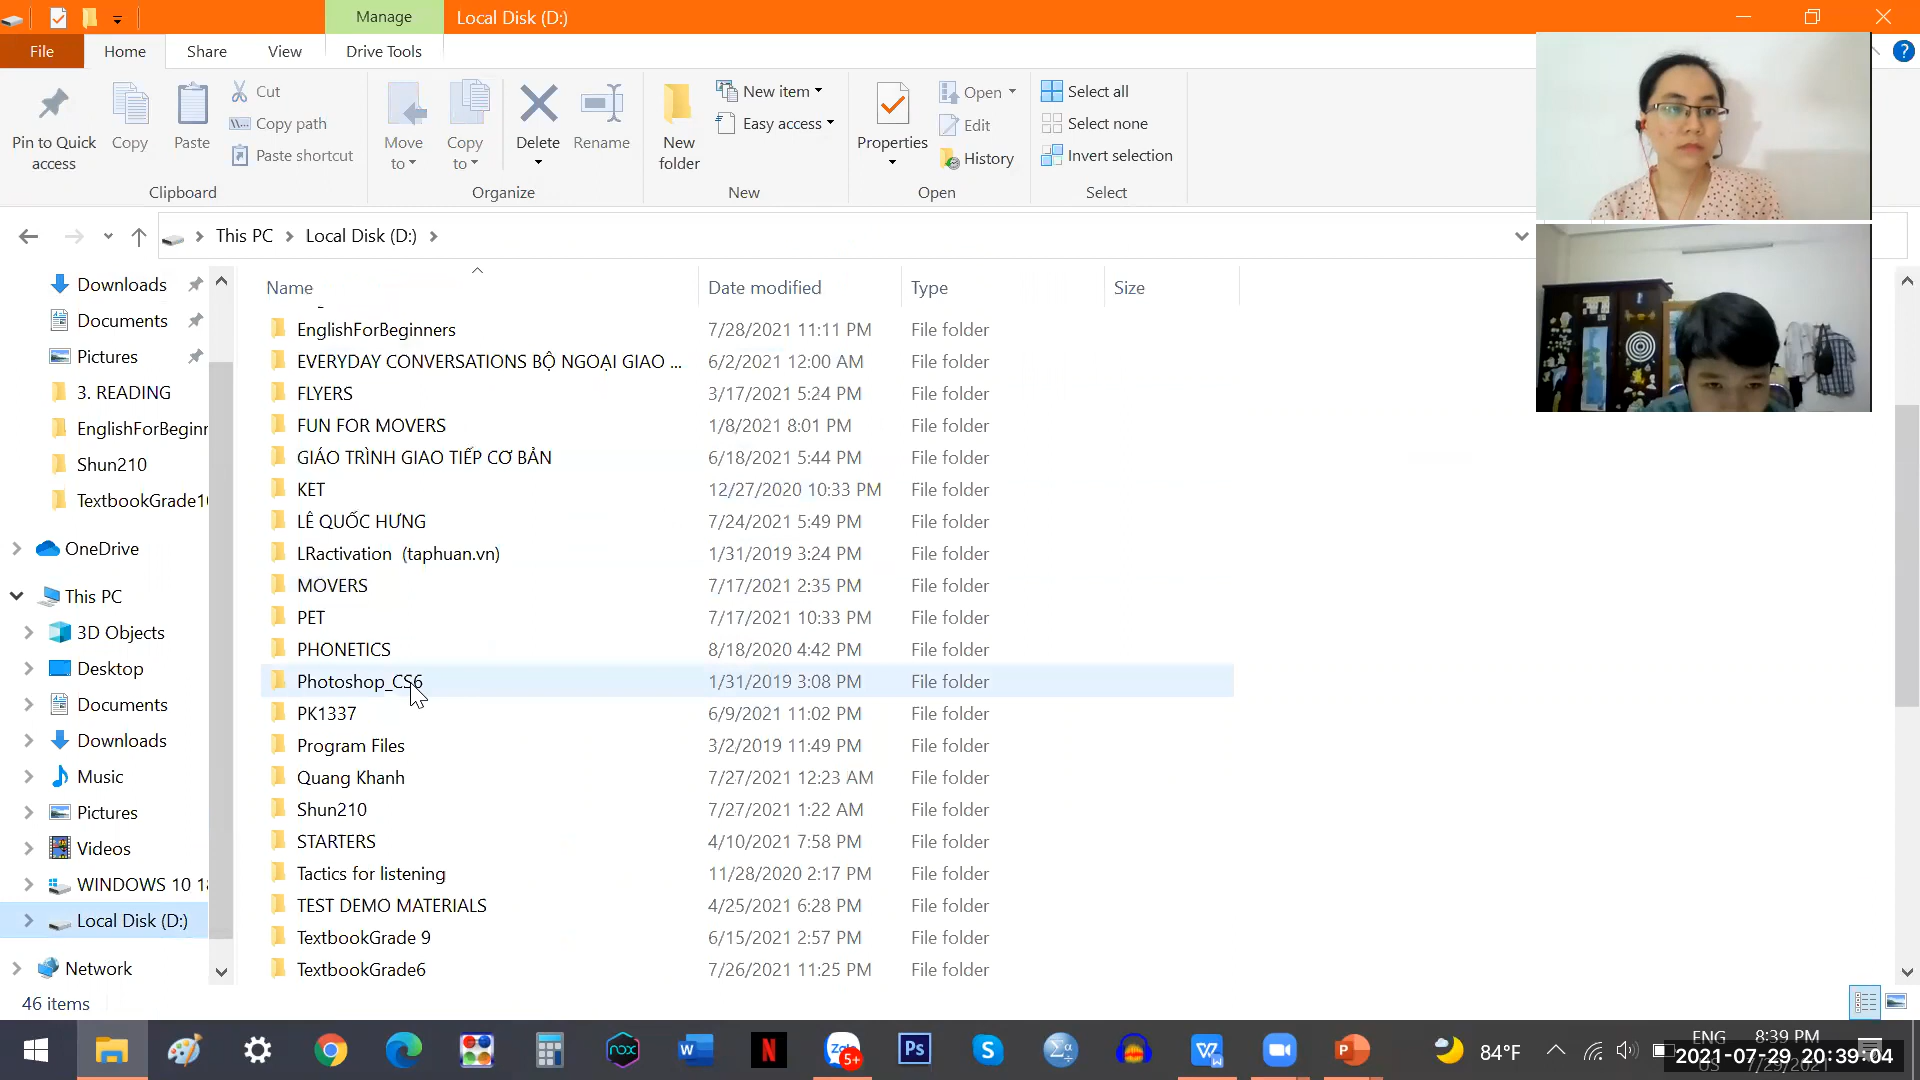 Manage Local Disk (D:)
File Home Share View Drive Tools
Pin to Quick access
Copy
Paste
Cut
Copy path
Paste shortcut
Clipboard
Move to
Copy to
Delete
Rename
Organize
New folder
New item
Easy access
New
Properties
Open
Edit
History
Open
Select all
Select none
Invert selection
Select
This PC Local Disk (D:)
Downloads
Documents
Pictures
3. READING
EnglishForBeginn
Shun210
TextbookGrade10
OneDrive
This PC
3D Objects
Desktop
Documents
Downloads
Music
Pictures
Videos
WINDOWS 10 18
Local Disk (D:)
Network
Name Date modified Type Size
EnglishForBeginners 7/28/2021 11:11 PM File folder
EVERYDAY CONVERSATIONS BỘ NGOẠI GIAO ... 6/2/2021 12:00 AM File folder
FLYERS 3/17/2021 5:24 PM File folder
FUN FOR MOVERS 1/8/2021 8:01 PM File folder
GIÁO TRÌNH GIAO TIẾP CƠ BẢN 6/18/2021 5:44 PM File folder
KET 12/27/2020 10:33 PM File folder
LÊ QUỐC HƯNG 7/24/2021 5:49 PM File folder
LRactivation (taphuan.vn) 1/31/2019 3:24 PM File folder
MOVERS 7/17/2021 2:35 PM File folder
PET 7/17/2021 10:33 PM File folder
PHONETICS 8/18/2020 4:42 PM File folder
Photoshop_CS6 1/31/2019 3:08 PM File folder
PK1337 6/9/2021 11:02 PM File folder
Program Files 3/2/2019 11:49 PM File folder
Quang Khanh 7/27/2021 12:23 AM File folder
Shun210 7/27/2021 1:22 AM File folder
STARTERS 4/10/2021 7:58 PM File folder
Tactics for listening 11/28/2020 2:17 PM File folder
TEST DEMO MATERIALS 4/25/2021 6:28 PM File folder
TextbookGrade 9 6/15/2021 2:57 PM File folder
TextbookGrade6 7/26/2021 11:25 PM File folder
46 items
nox
W
N
Zalo
5+
Ps
S
Σα
W
P
84°F
ENG
8:39 PM
2021-07-29 20:39:04